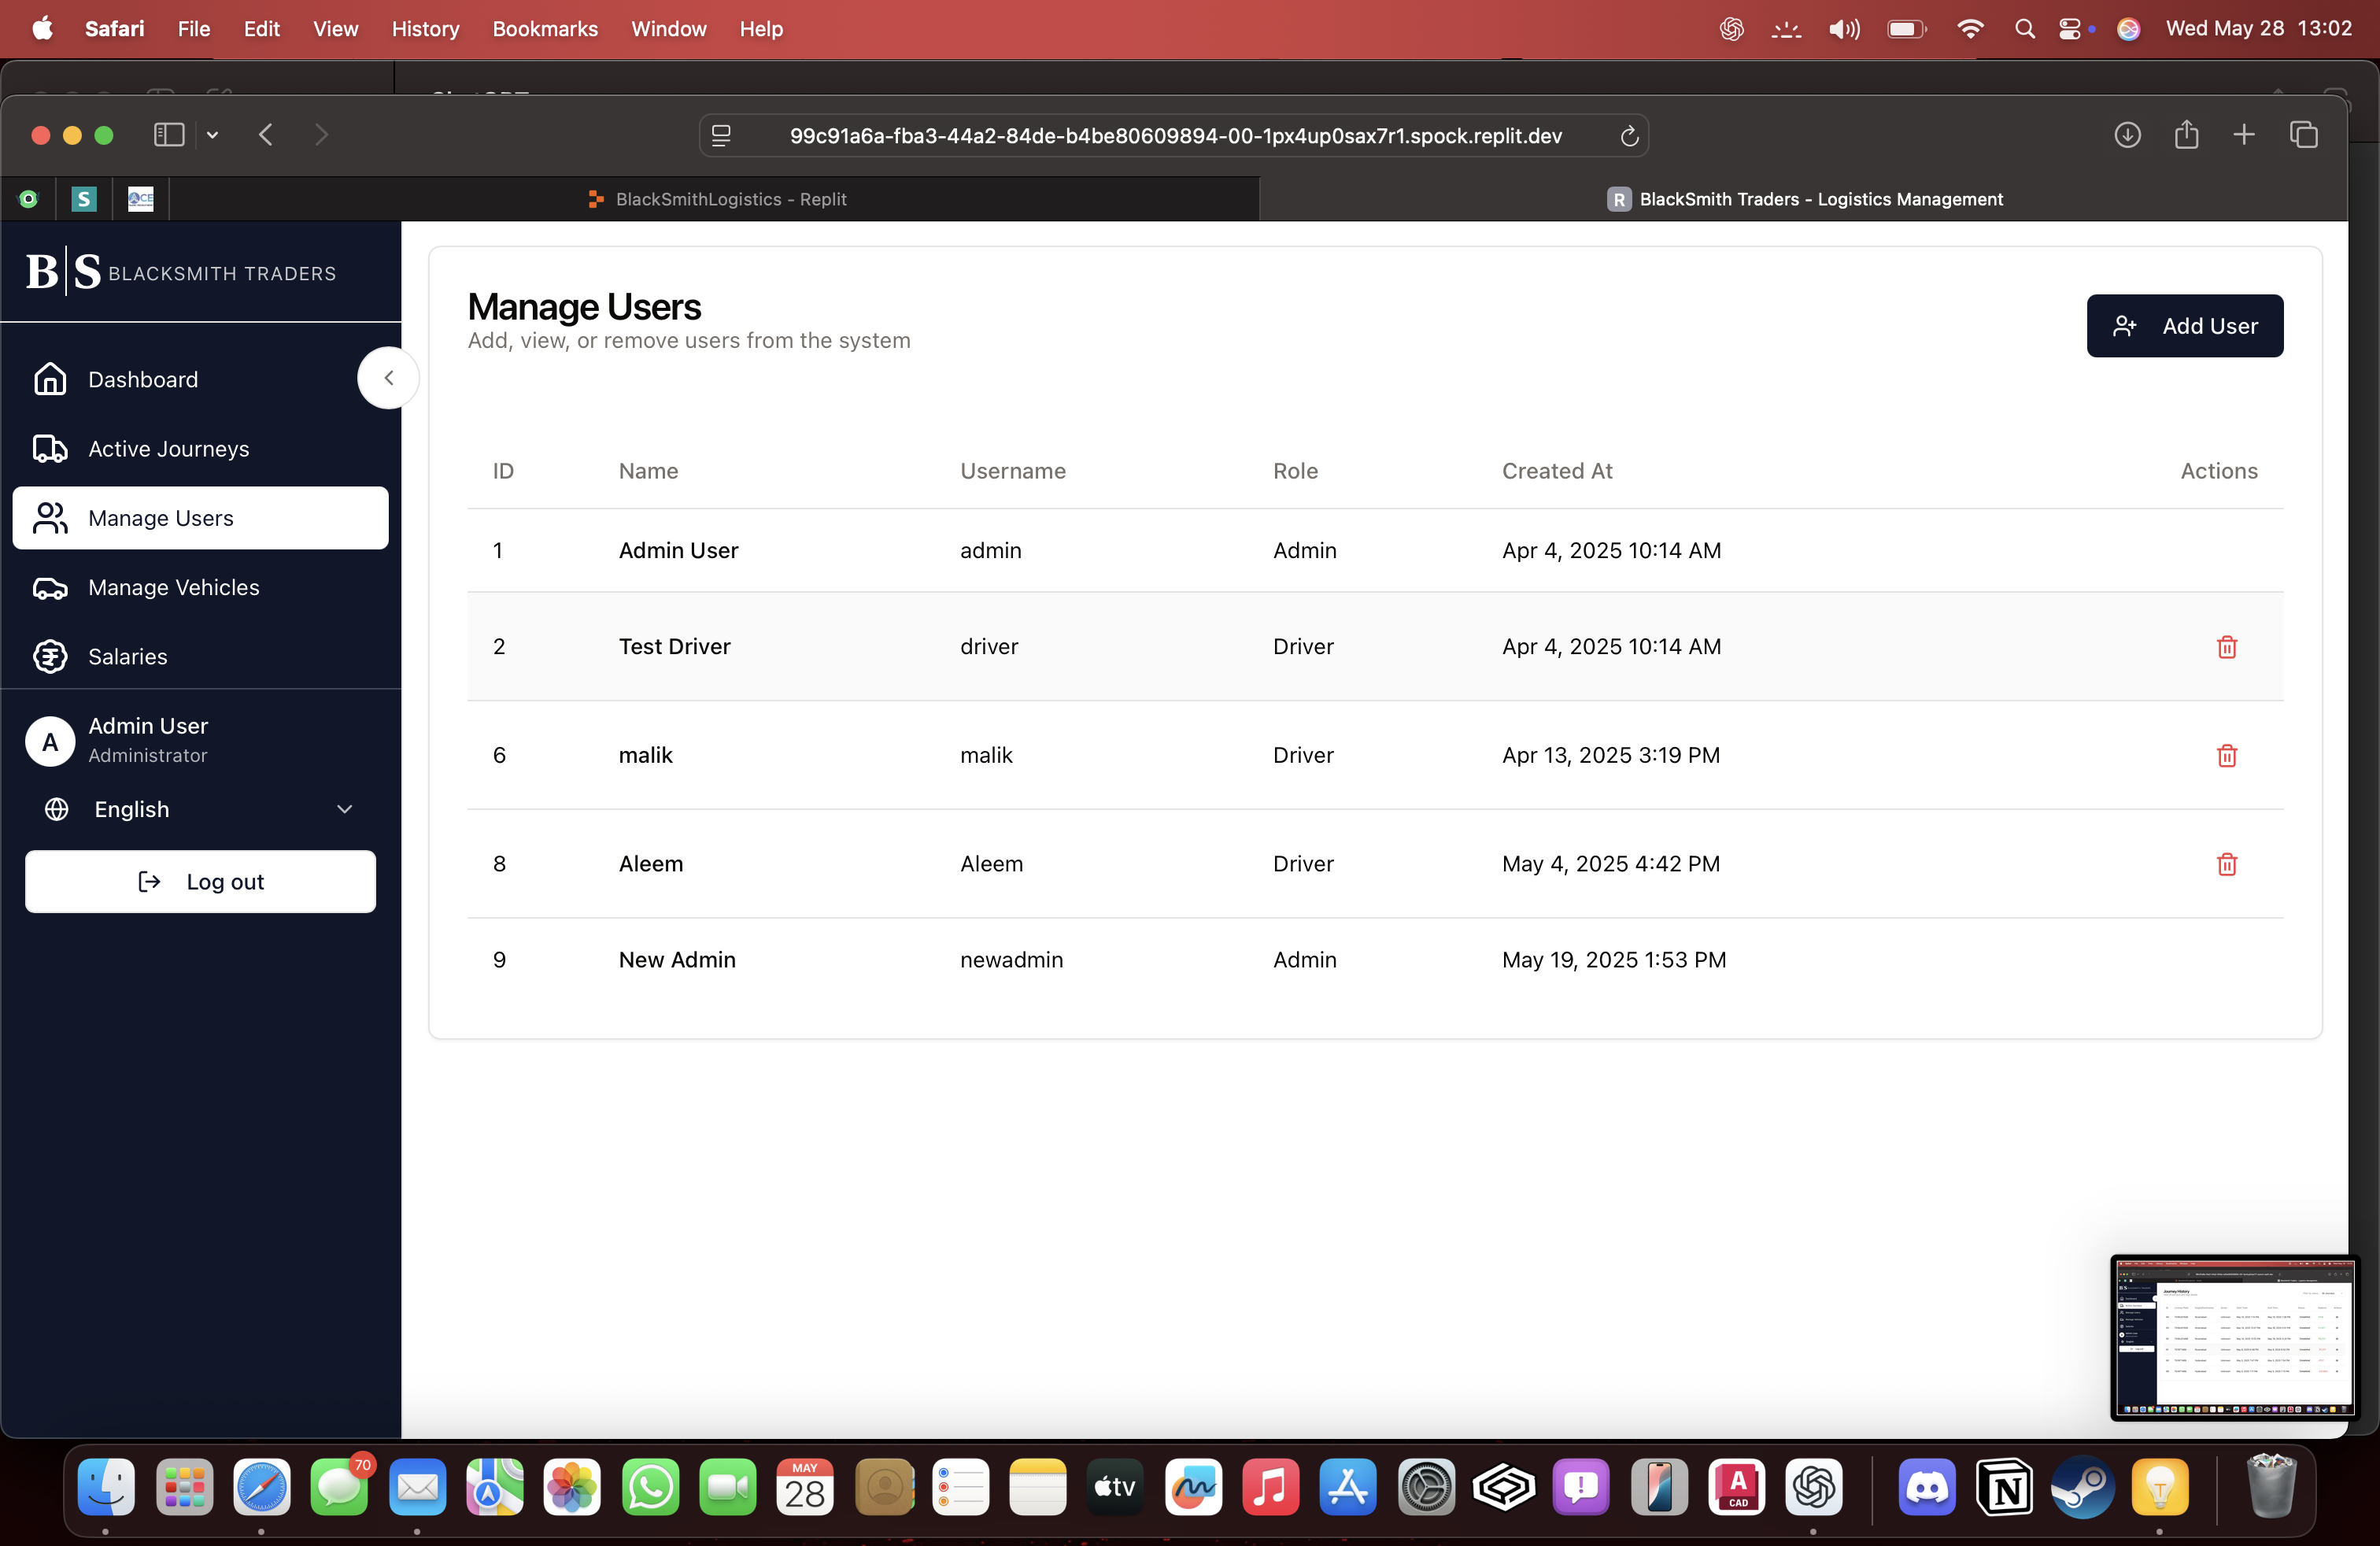 Safari File Edit View History Bookmarks Window Help Wed May 28 13:02
99c91a6a-fba3-44a2-84de-b4be80609894-00-1px4up0sax7r1.spock.replit.dev
S ACE BlackSmithLogistics - Replit R BlackSmith Traders - Logistics Management
B|S BLACKSMITH TRADERS
Dashboard
Active Journeys
Manage Users
Manage Vehicles
Salaries
A Admin User
Administrator
English
Log out
Manage Users
Add, view, or remove users from the system
Add User
ID Name Username Role Created At Actions
1 Admin User admin Admin Apr 4, 2025 10:14 AM
2 Test Driver driver Driver Apr 4, 2025 10:14 AM
6 malik malik Driver Apr 13, 2025 3:19 PM
8 Aleem Aleem Driver May 4, 2025 4:42 PM
9 New Admin newadmin Admin May 19, 2025 1:53 PM
Journey History
70
MAY
28
tv
A
CAD
N
T